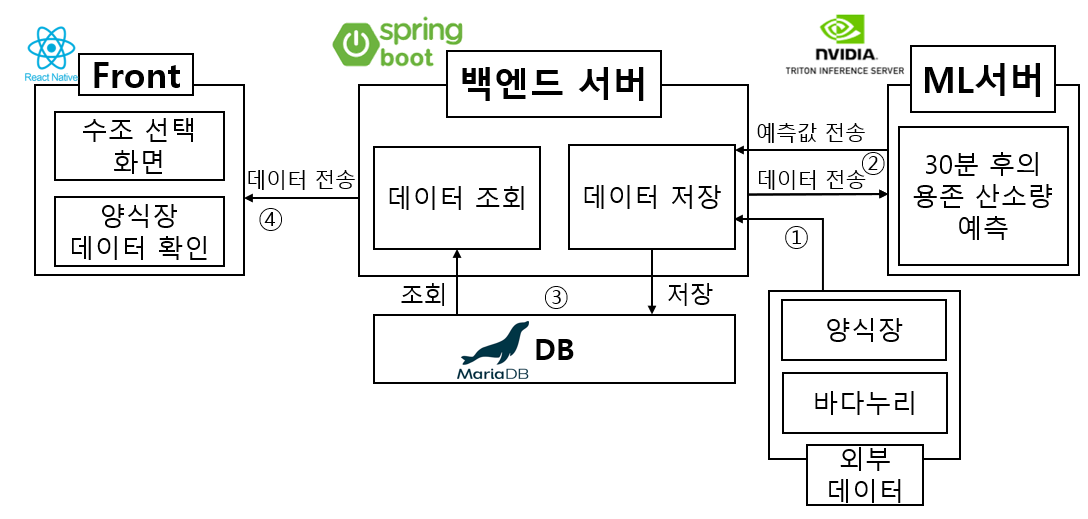 React Native
Front
수조 선택
화면
양식장
데이터 확인
데이터 전송
④
spring
boot
백엔드 서버
데이터 조회
데이터 저장
예측값 전송
②
데이터 전송
①
NVIDIA.
TRITON INFERENCE SERVER
ML서버
30분 후의
용존 산소량
예측
조회
③
저장
MariaDB
DB
양식장
바다누리
외부
데이터